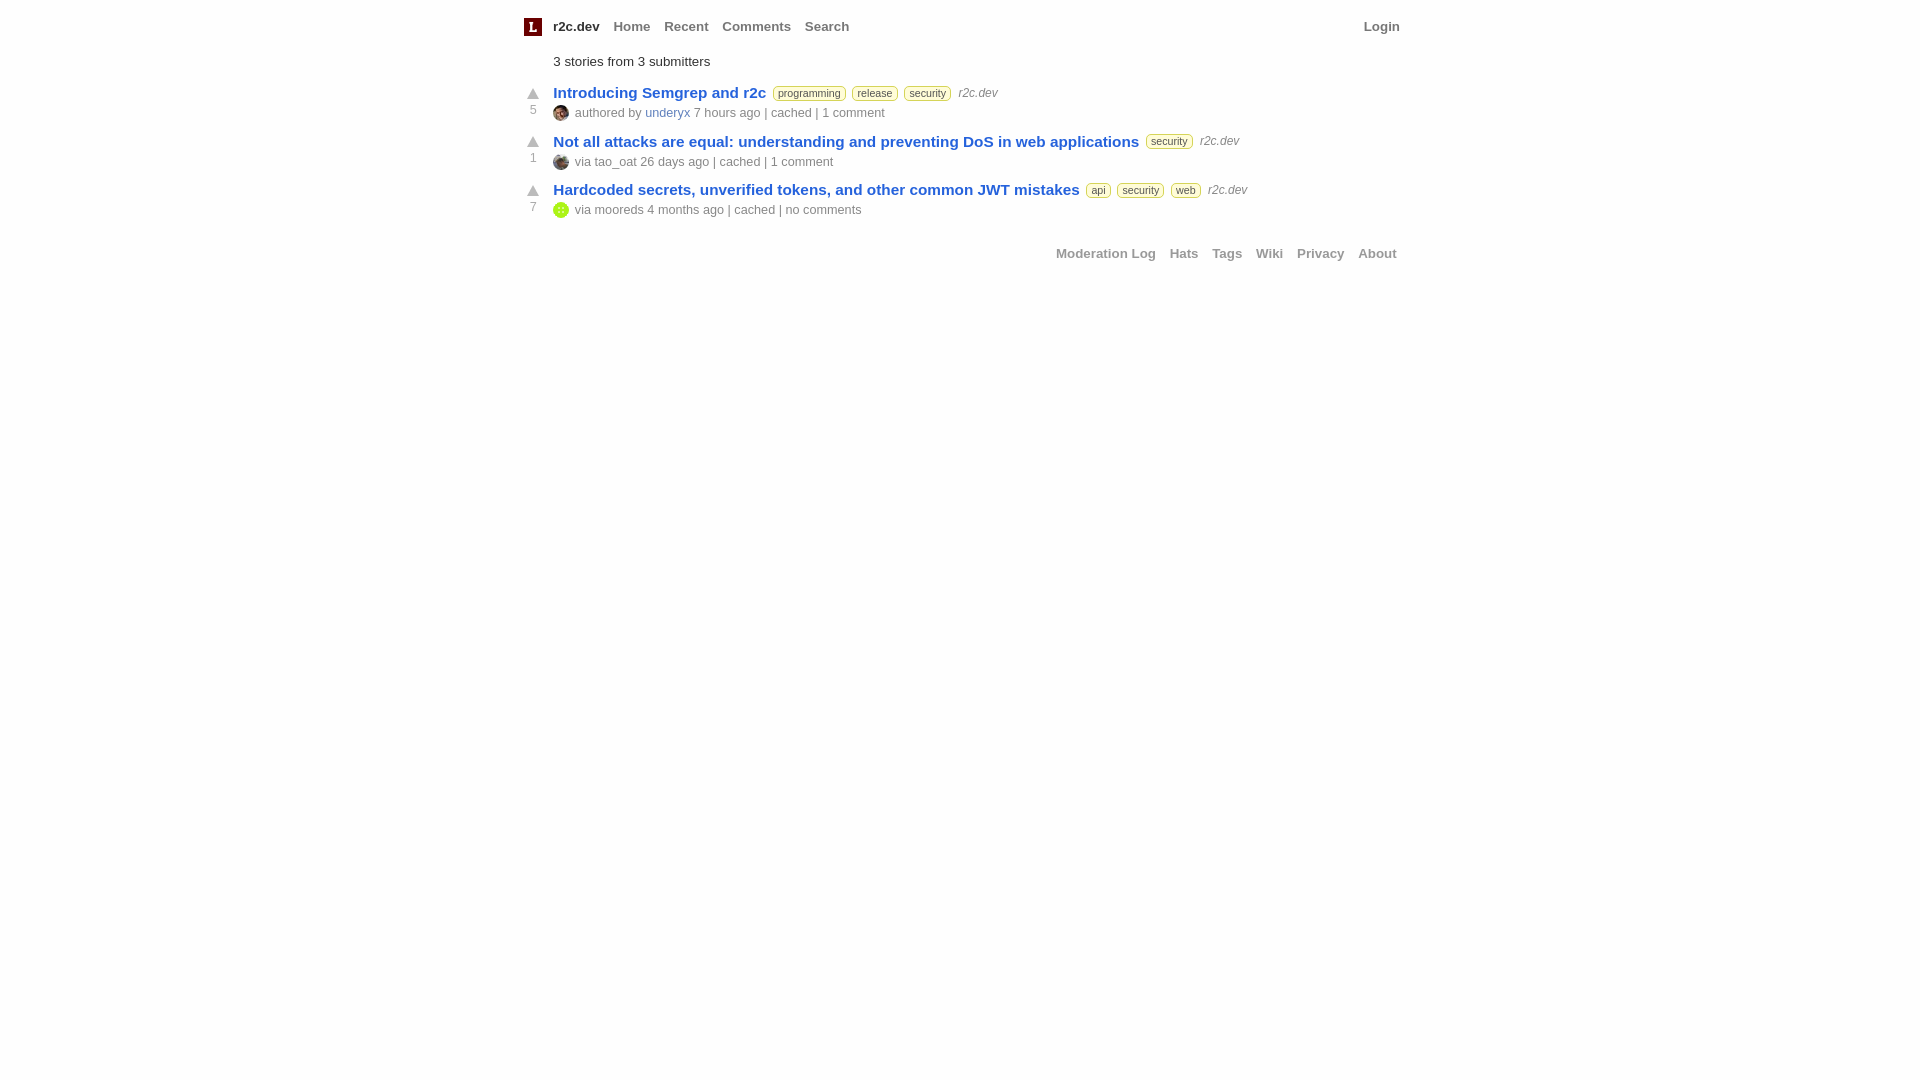 L r2c.dev Home Recent Comments Search Login
3 stories from 3 submitters
Introducing Semgrep and r2c programming release security r2c.dev
5 authored by underyx 7 hours ago | cached | 1 comment
Not all attacks are equal: understanding and preventing DoS in web applications security r2c.dev
1 via tao_oat 26 days ago | cached | 1 comment
Hardcoded secrets, unverified tokens, and other common JWT mistakes api security web r2c.dev
7 via mooreds 4 months ago | cached | no comments
Moderation Log Hats Tags Wiki Privacy About